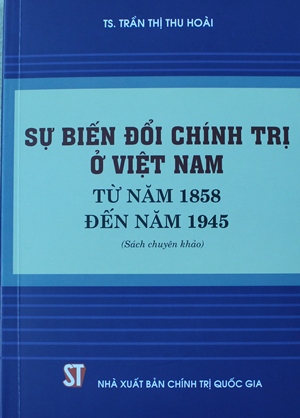 TS. TRẦN THỊ THU HOÀI
SỰ BIẾN ĐỔI CHÍNH TRỊ
Ở VIỆT NAM
TỪ NĂM 1858
ĐẾN NĂM 1945
(Sách chuyên khảo)
ST
NHÀ XUẤT BẢN CHÍNH TRỊ QUỐC GIA